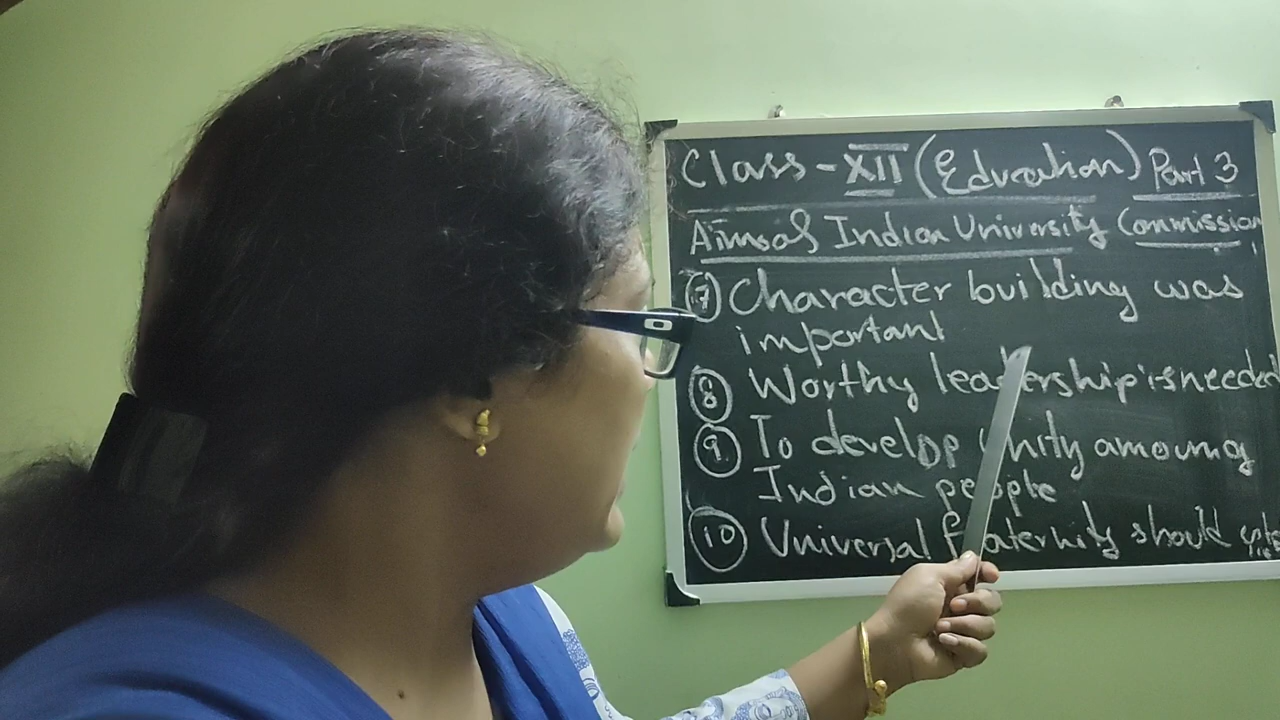 Class - XII (Education) Part 3
Aims of Indian University Commission
7 Character building was
important
8 Worthy leadership is needed
9 To develop Unity amoung
Indian people
10 Universal fraternity should